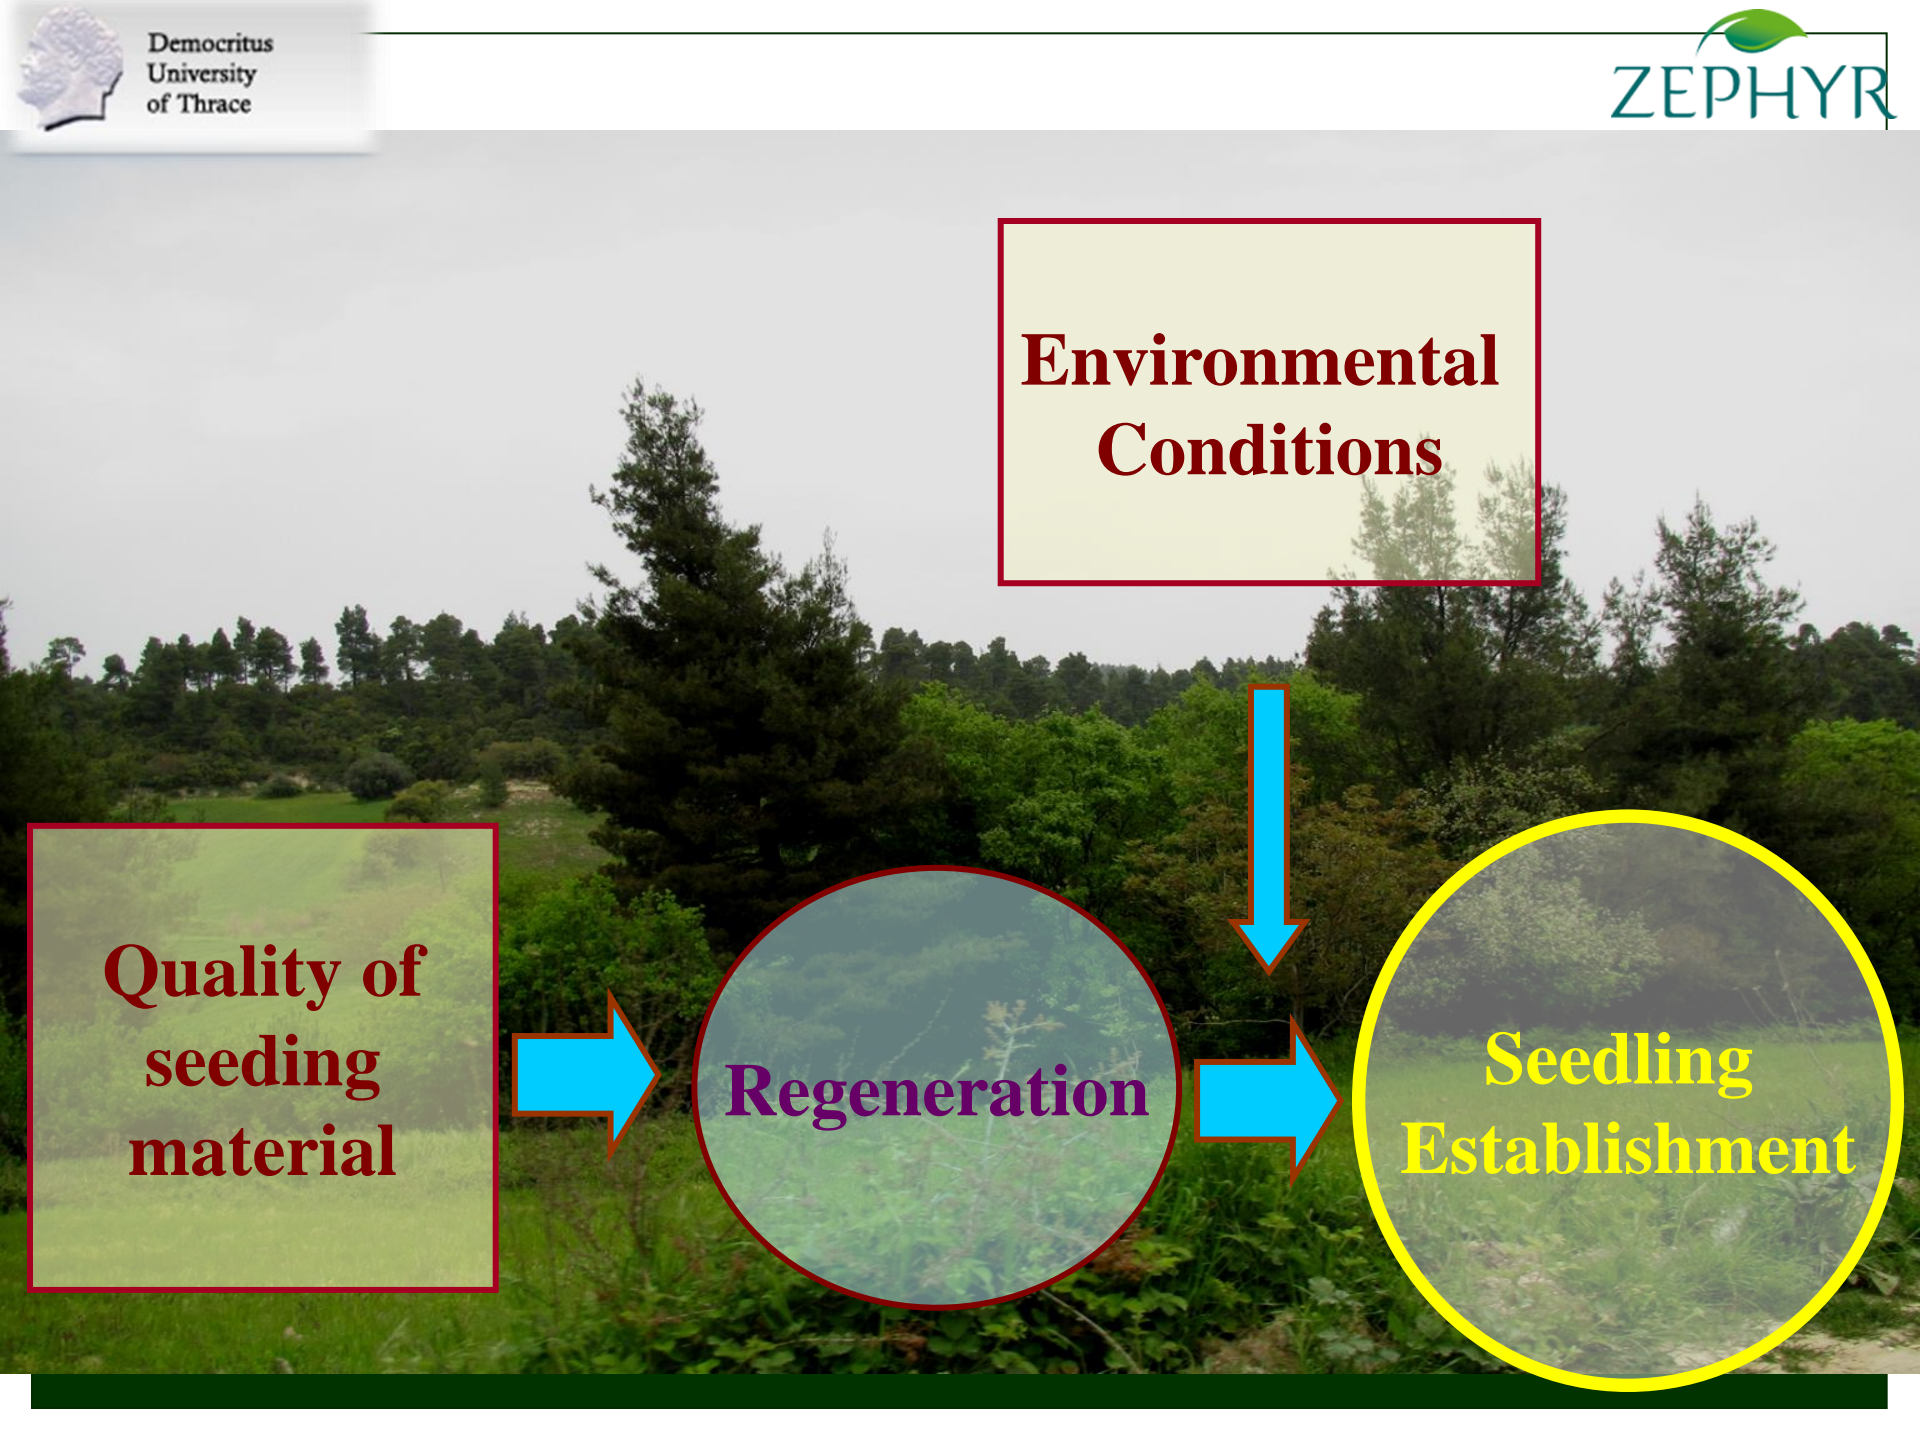 Democritus
University
of Thrace
ZEPHYR
Environmental
Conditions
Quality of
seeding
material
Regeneration
Seedling
Establishment